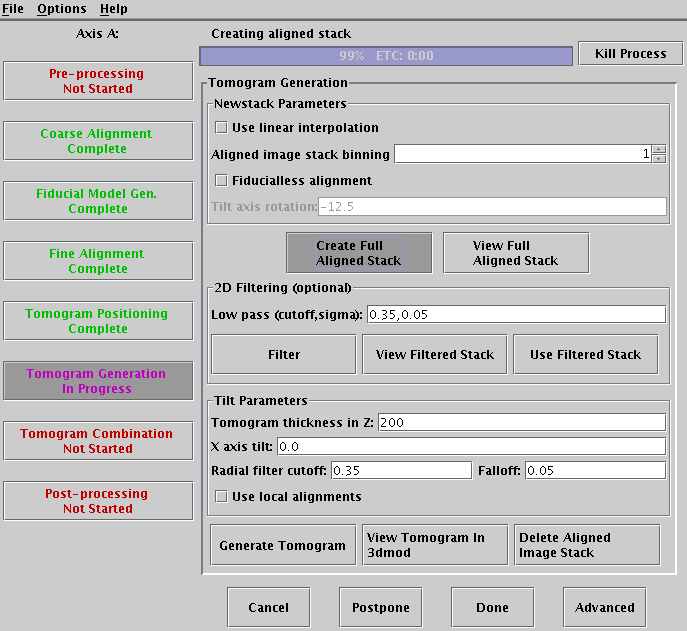 File Options Help
Axis A:
Creating aligned stack
99% ETC: 0:00
Kill Process
Pre-processing
Not Started
Coarse Alignment
Complete
Fiducial Model Gen.
Complete
Fine Alignment
Complete
Tomogram Positioning
Complete
Tomogram Generation
In Progress
Tomogram Combination
Not Started
Post-processing
Not Started
Tomogram Generation
Newstack Parameters
Use linear interpolation
Aligned image stack binning 1
Fiducialless alignment
Tilt axis rotation: -12.5
Create Full
Aligned Stack
View Full
Aligned Stack
2D Filtering (optional)
Low pass (cutoff,sigma): 0.35,0.05
Filter
View Filtered Stack
Use Filtered Stack
Tilt Parameters
Tomogram thickness in Z: 200
X axis tilt: 0.0
Radial filter cutoff: 0.35 Falloff: 0.05
Use local alignments
Generate Tomogram
View Tomogram In
3dmod
Delete Aligned
Image Stack
Cancel
Postpone
Done
Advanced